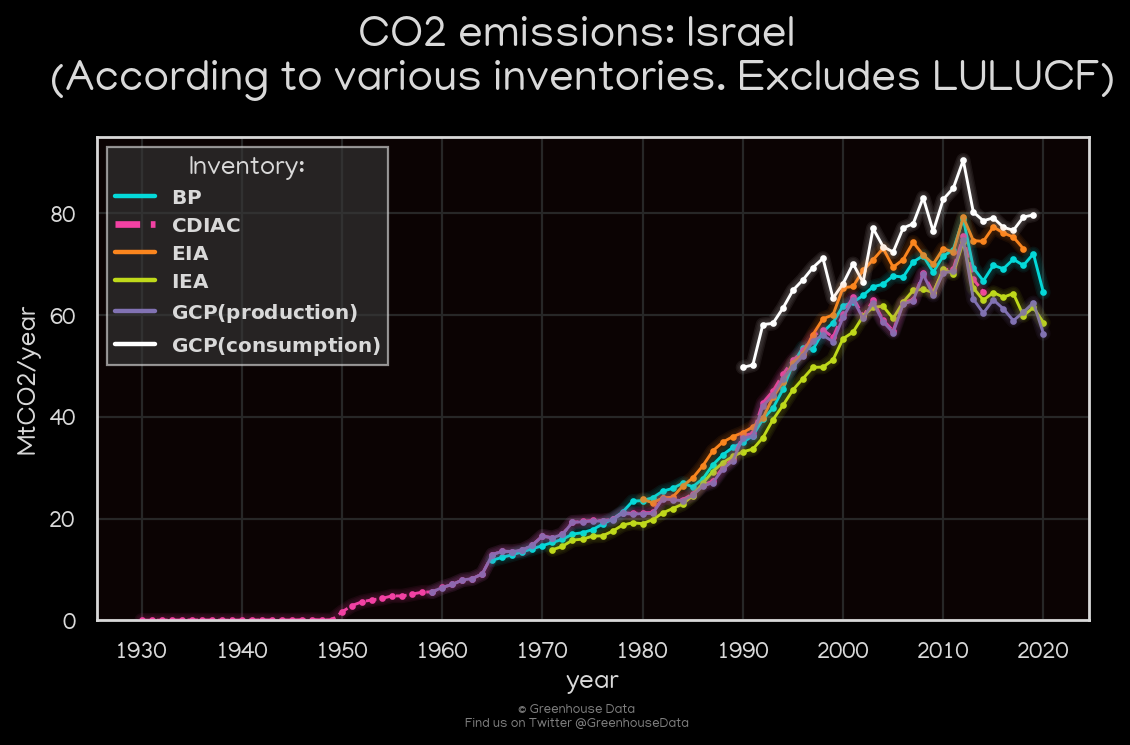 CO2 emissions: Israel
(According to various inventories. Excludes LULUCF)
Inventory:
BP
CDIAC
EIA
IEA
GCP(production)
GCP(consumption)
MtCO2/year
80
60
40
20
0
1930 1940 1950 1960 1970 1980 1990 2000 2010 2020
year
© Greenhouse Data
Find us on Twitter @GreenhouseData